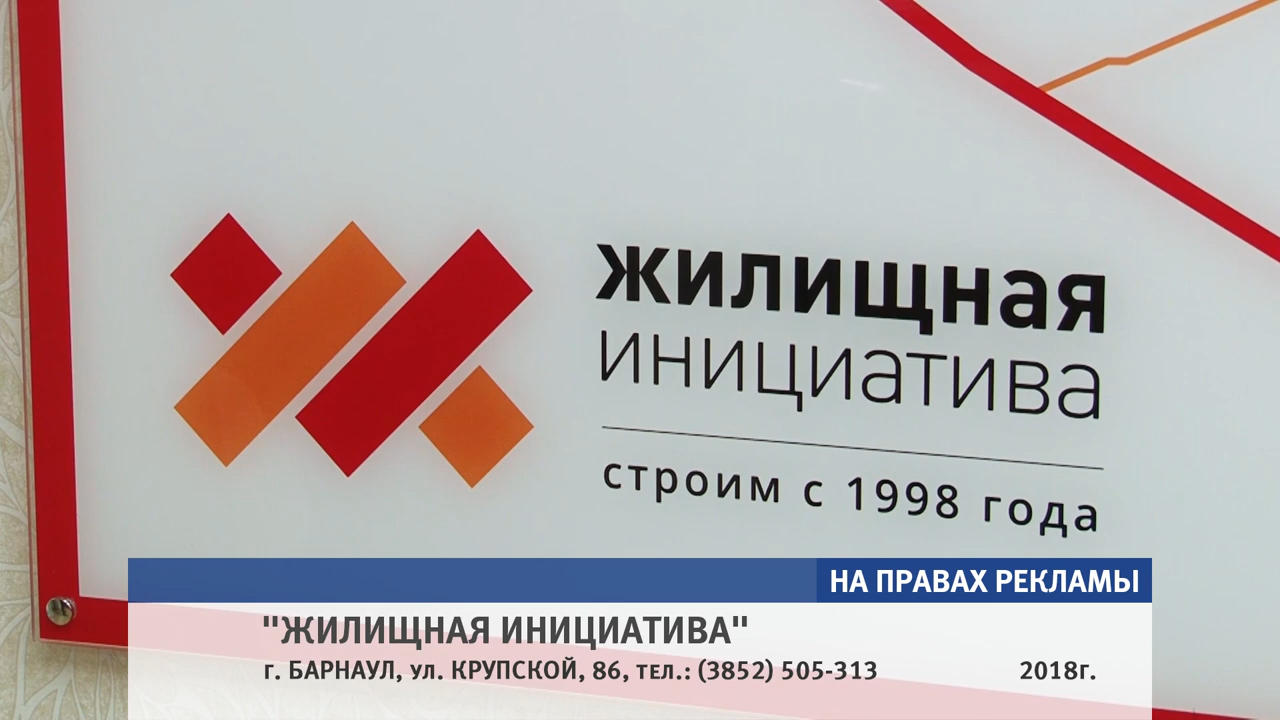 жилищная
инициатива
строим с 1998 года
НА ПРАВАХ РЕКЛАМЫ
"ЖИЛИЩНАЯ ИНИЦИАТИВА"
г. БАРНАУЛ, ул. КРУПСКОЙ, 86, тел.: (3852) 505-313 2018г.